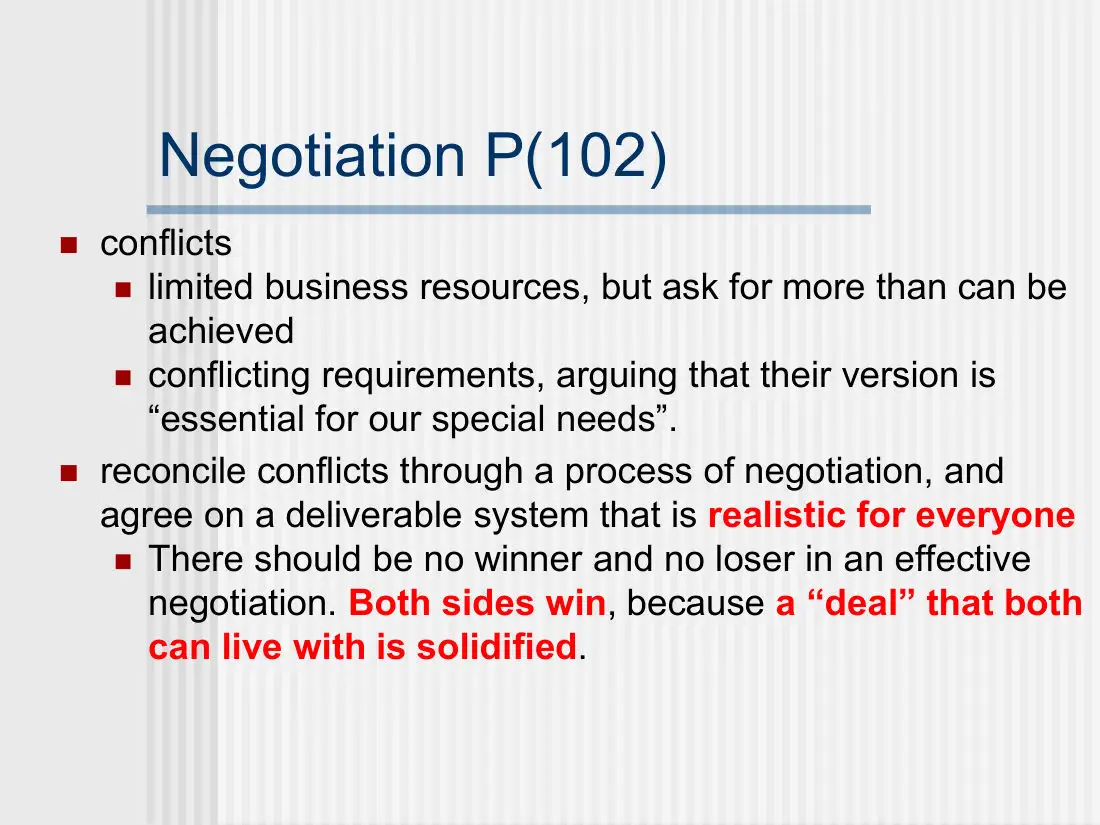 Negotiation P(102)
conflicts
limited business resources, but ask for more than can be
achieved
conflicting requirements, arguing that their version is
“essential for our special needs”.
reconcile conflicts through a process of negotiation, and
agree on a deliverable system that is realistic for everyone
There should be no winner and no loser in an effective
negotiation. Both sides win, because a “deal” that both
can live with is solidified.